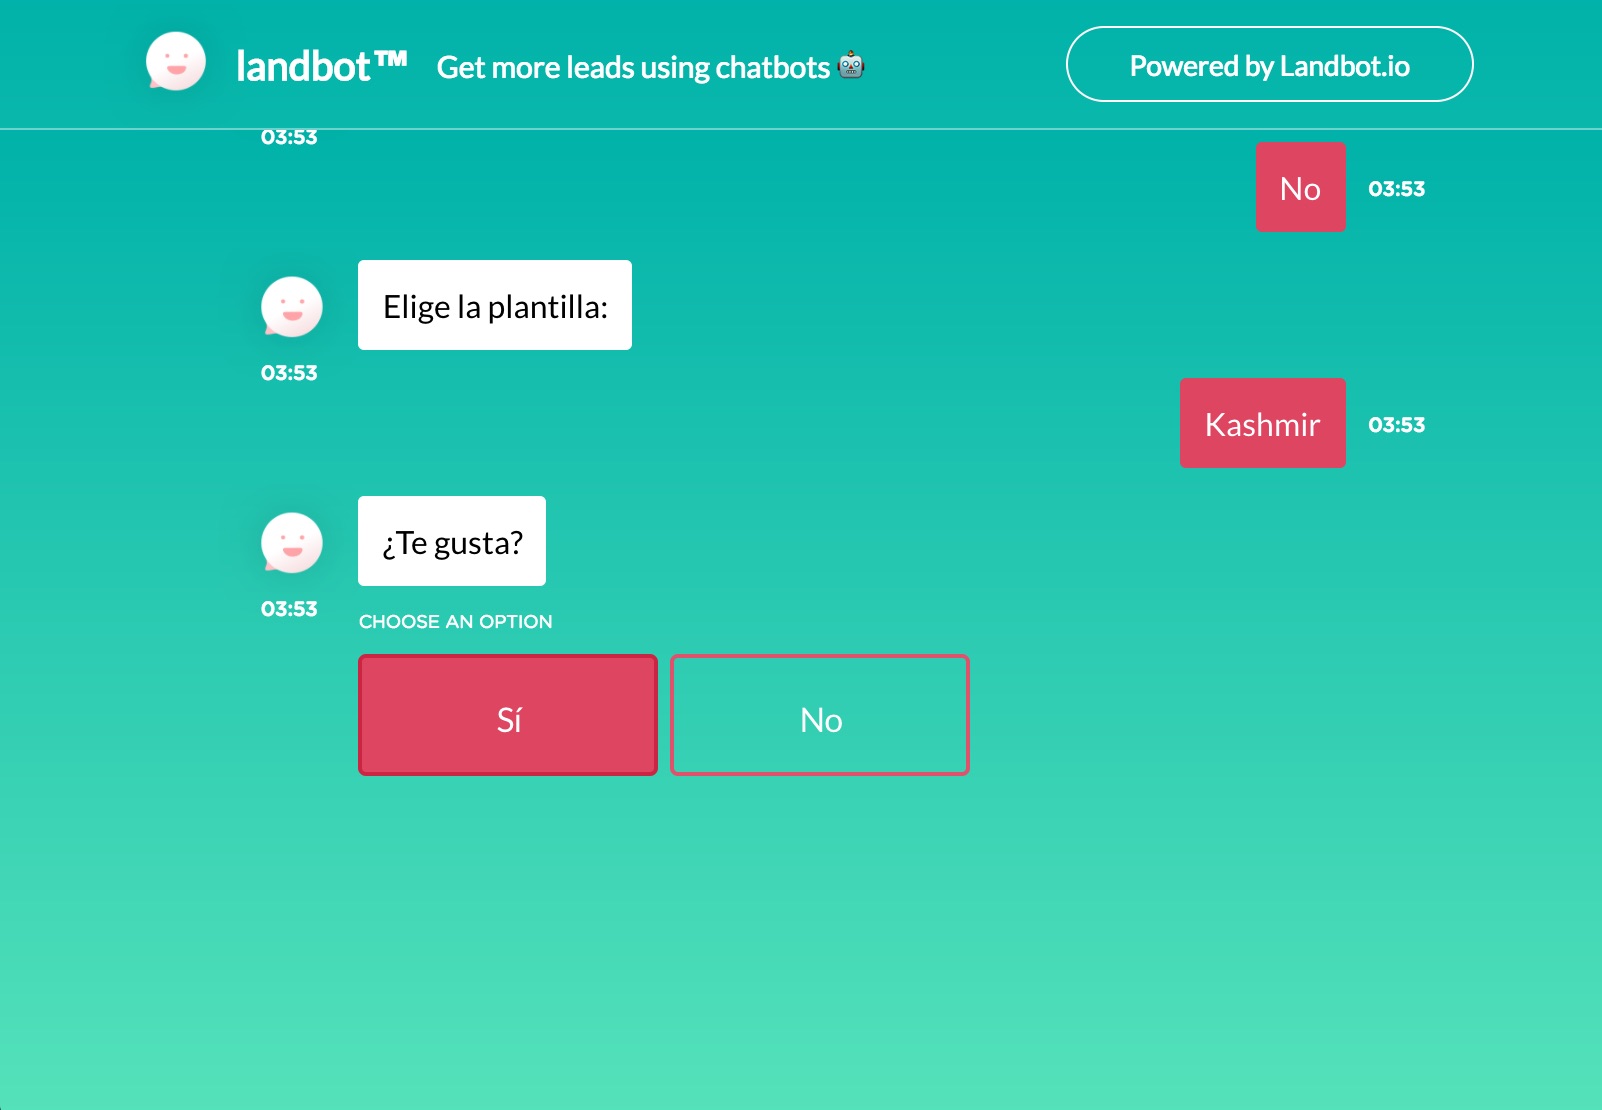 landbot™ Get more leads using chatbots
Powered by Landbot.io
03:53
No
03:53
Elige la plantilla:
03:53
Kashmir
03:53
¿Te gusta?
03:53
CHOOSE AN OPTION
Sí
No